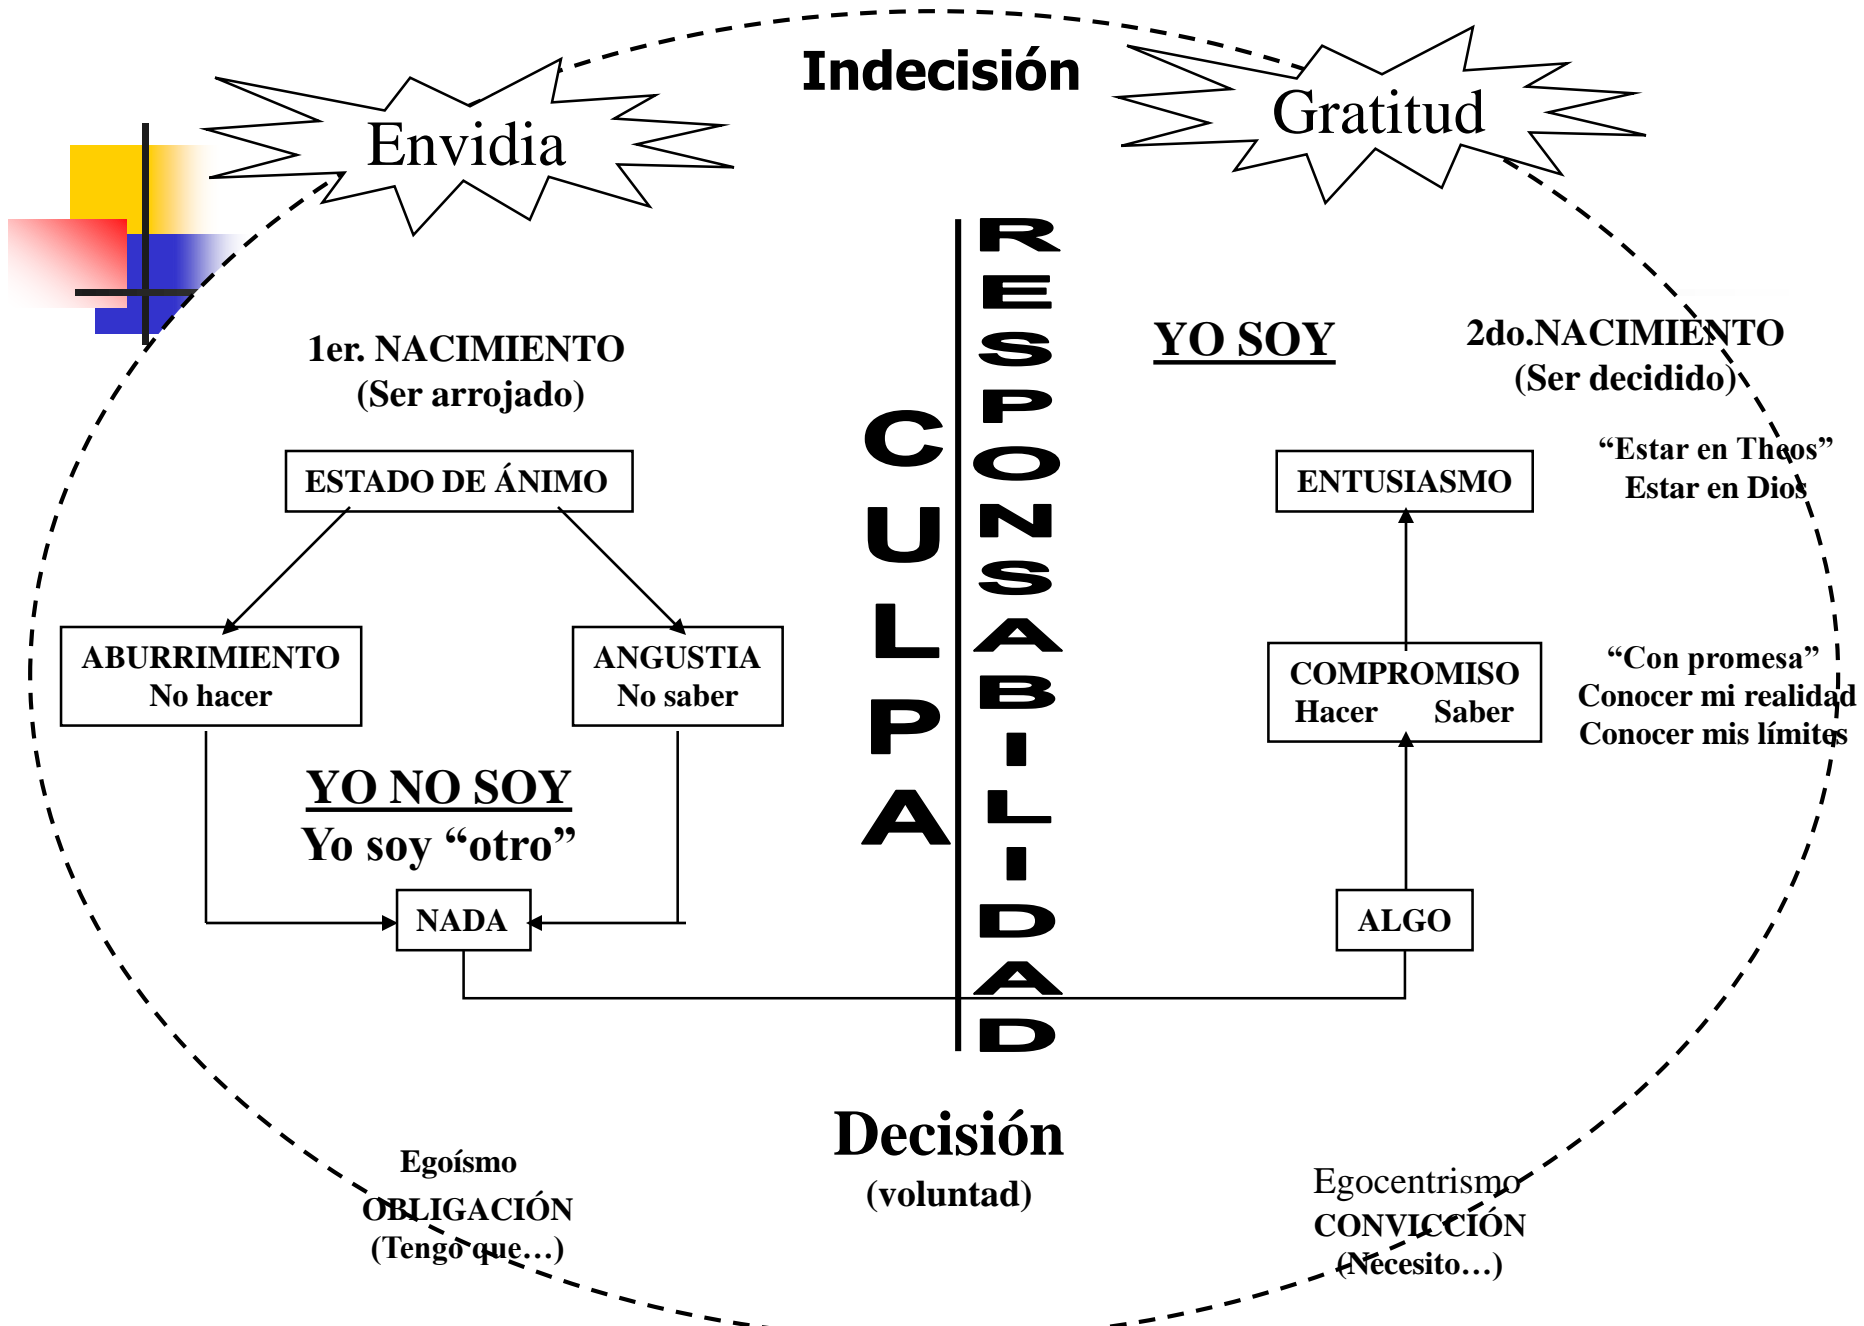 Indecisión
Envidia
Gratitud
1er. NACIMIENTO
(Ser arrojado)
ESTADO DE ÁNIMO
ABURRIMIENTO
No hacer
ANGUSTIA
No saber
YO NO SOY
Yo soy “otro”
NADA
CULPA
RESPONSABILIDAD
YO SOY
2do.NACIMIENTO
(Ser decidido)
ENTUSIASMO
“Estar en Theos”
Estar en Dios
COMPROMISO
Hacer Saber
“Con promesa”
Conocer mi realidad
Conocer mis límites
ALGO
Decisión
(voluntad)
Egoísmo
OBLIGACIÓN
(Tengo que…)
Egocentrismo
CONVICCIÓN
(Necesito…)